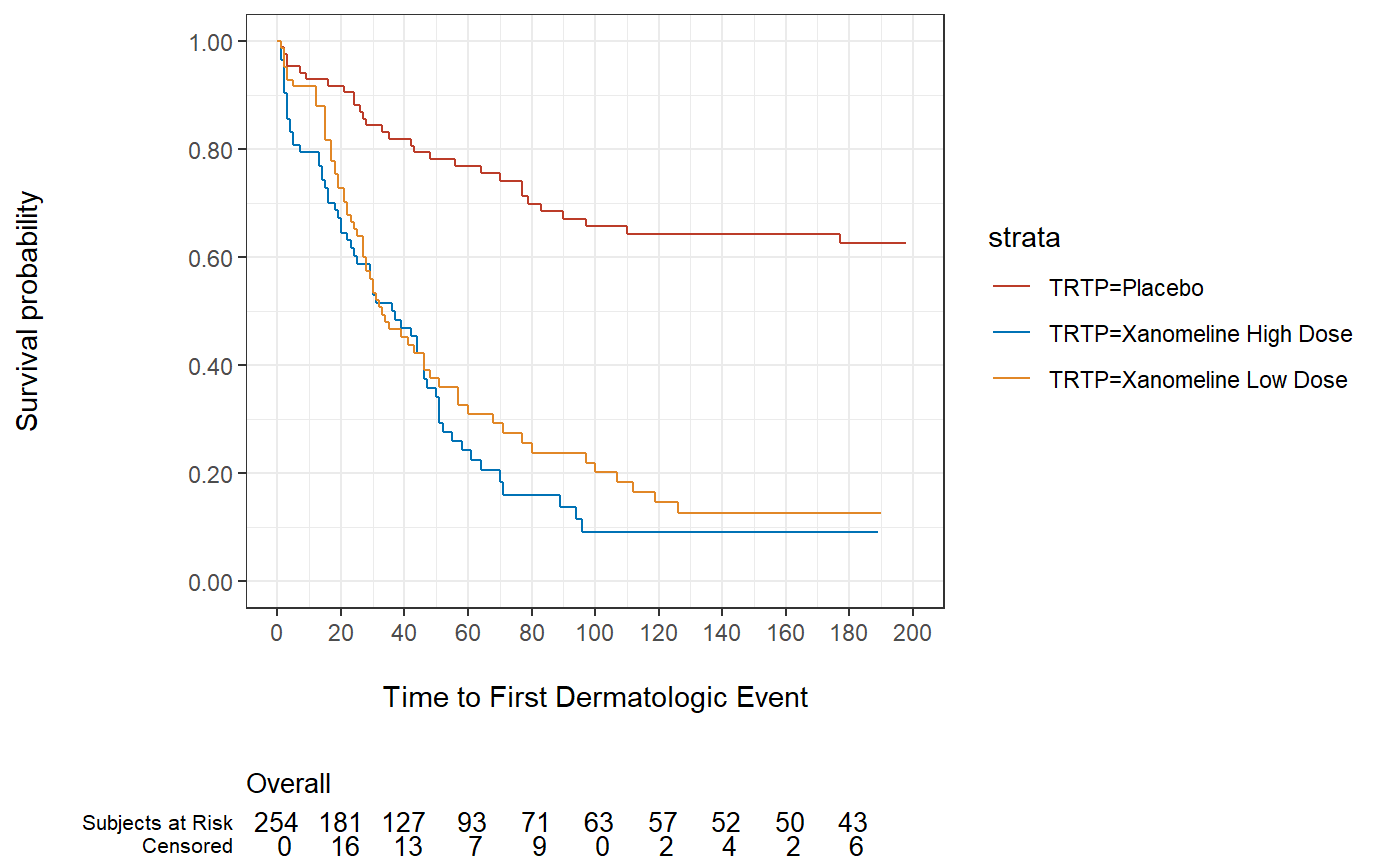 1.00
0.80
0.60
0.40
0.20
0.00
Survival probability
0 20 40 60 80 100 120 140 160 180 200
Time to First Dermatologic Event
strata
TRTP=Placebo
TRTP=Xanomeline High Dose
TRTP=Xanomeline Low Dose
Overall
Subjects at Risk 254 181 127 93 71 63 57 52 50 43
Censored 0 16 13 7 9 0 2 4 2 6